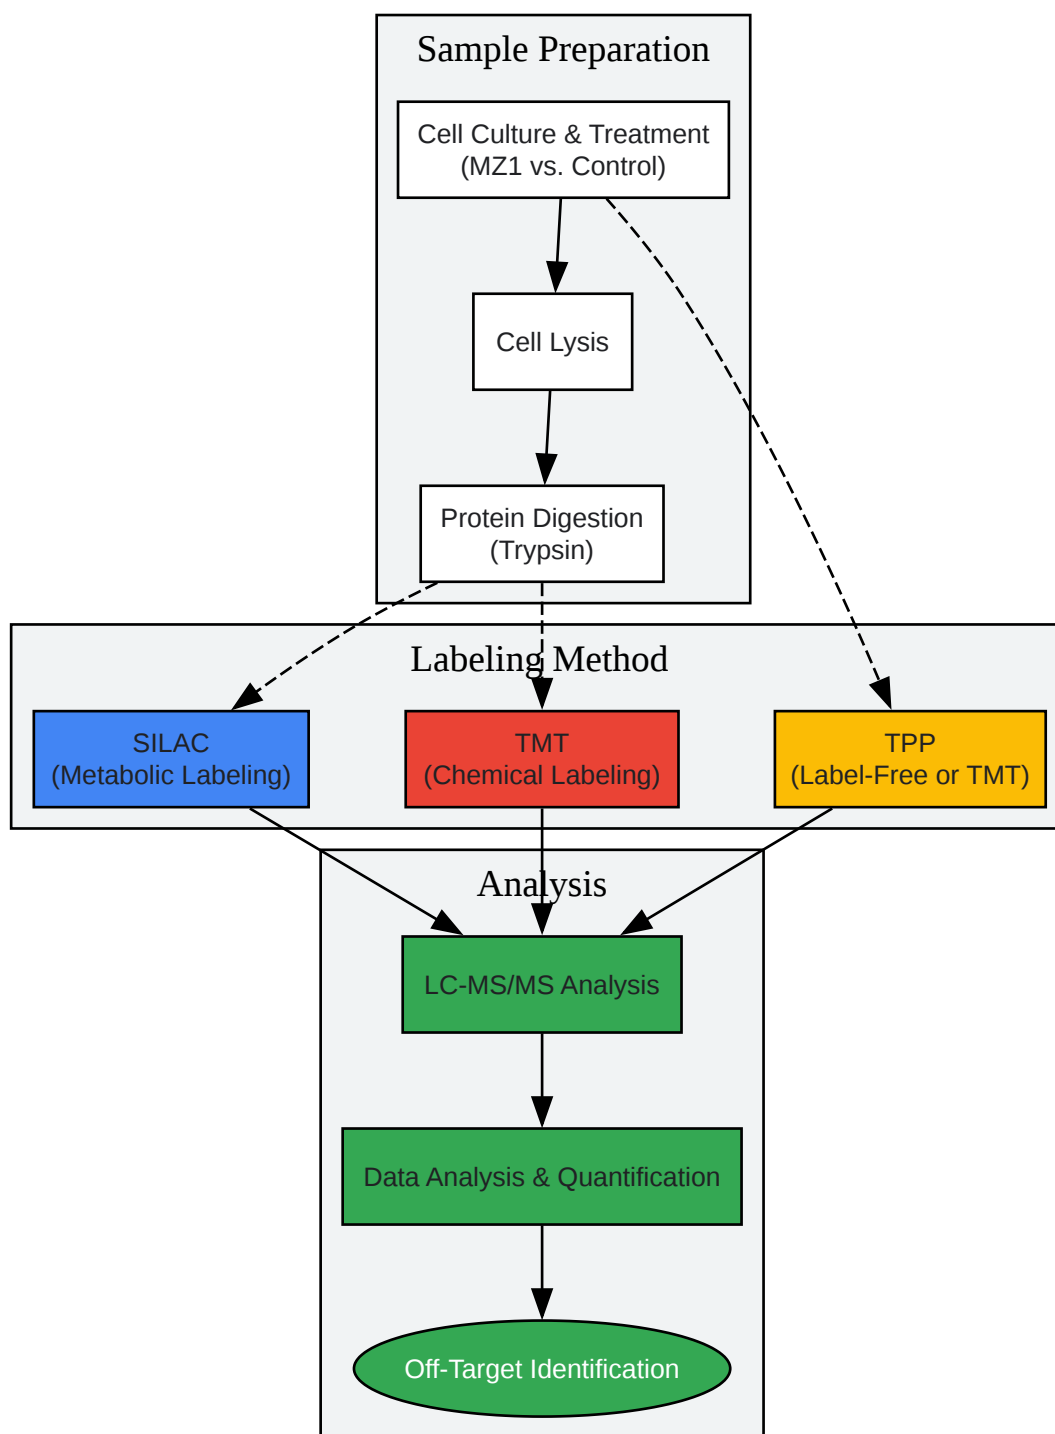 Sample Preparation
Cell Culture & Treatment
(MZ1 vs. Control)
Cell Lysis
Protein Digestion
(Trypsin)
Labeling Method
SILAC
(Metabolic Labeling)
TMT
(Chemical Labeling)
TPP
(Label-Free or TMT)
Analysis
LC-MS/MS Analysis
Data Analysis & Quantification
Off-Target Identification